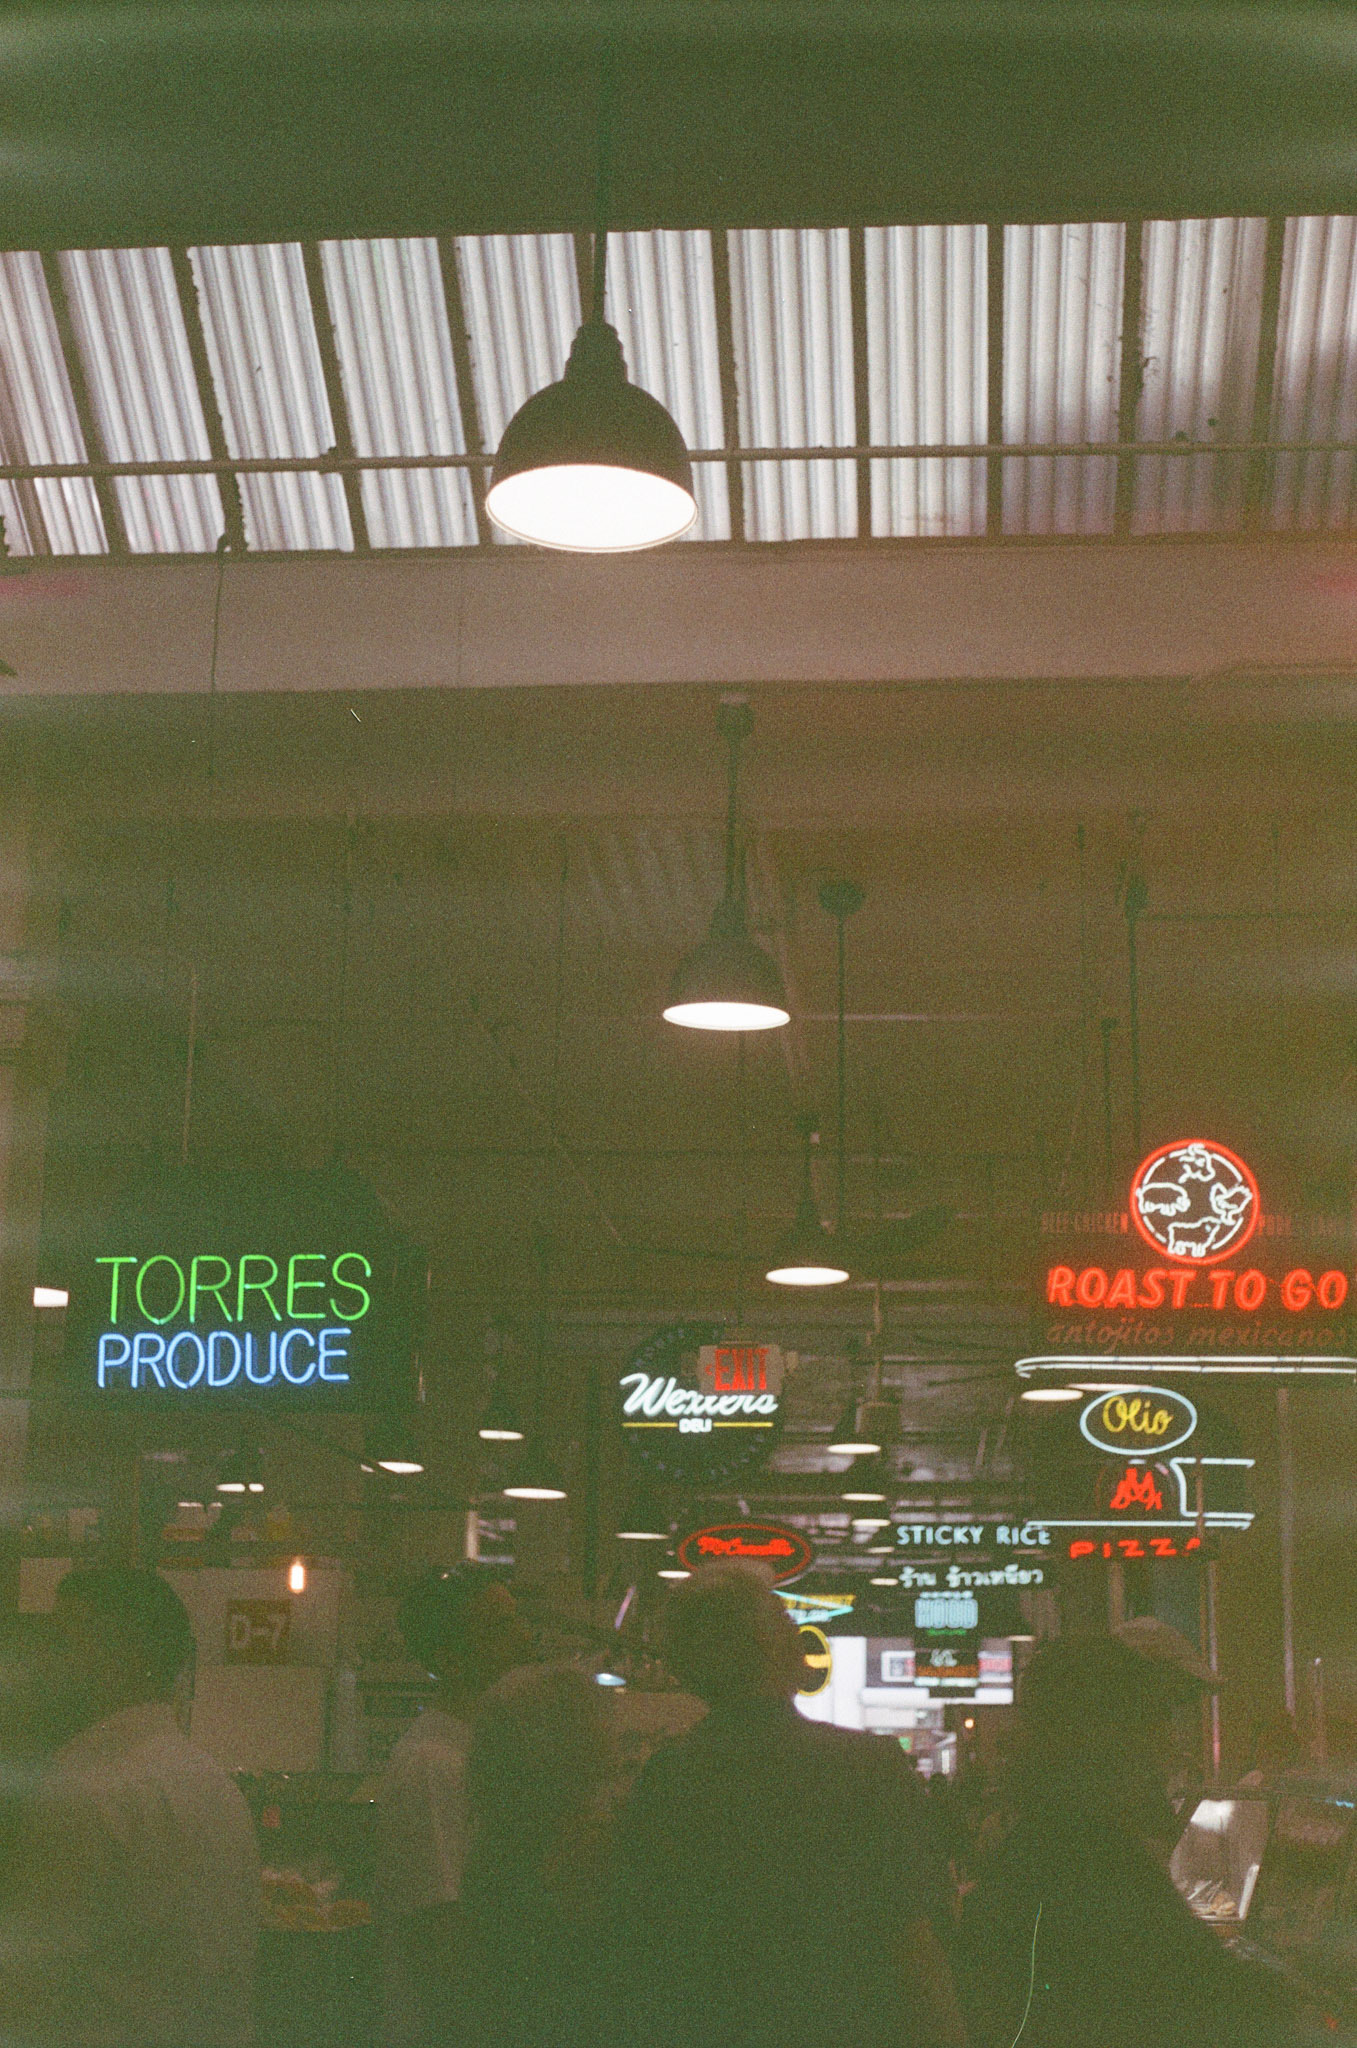 TORRES
PRODUCE
ROAST TO GO
antojitos mexicanos
EXIT
Wexler's
DELI
Olio
PIZZA
STICKY RICE
ร้าน ข้าวเหนียว
D-7